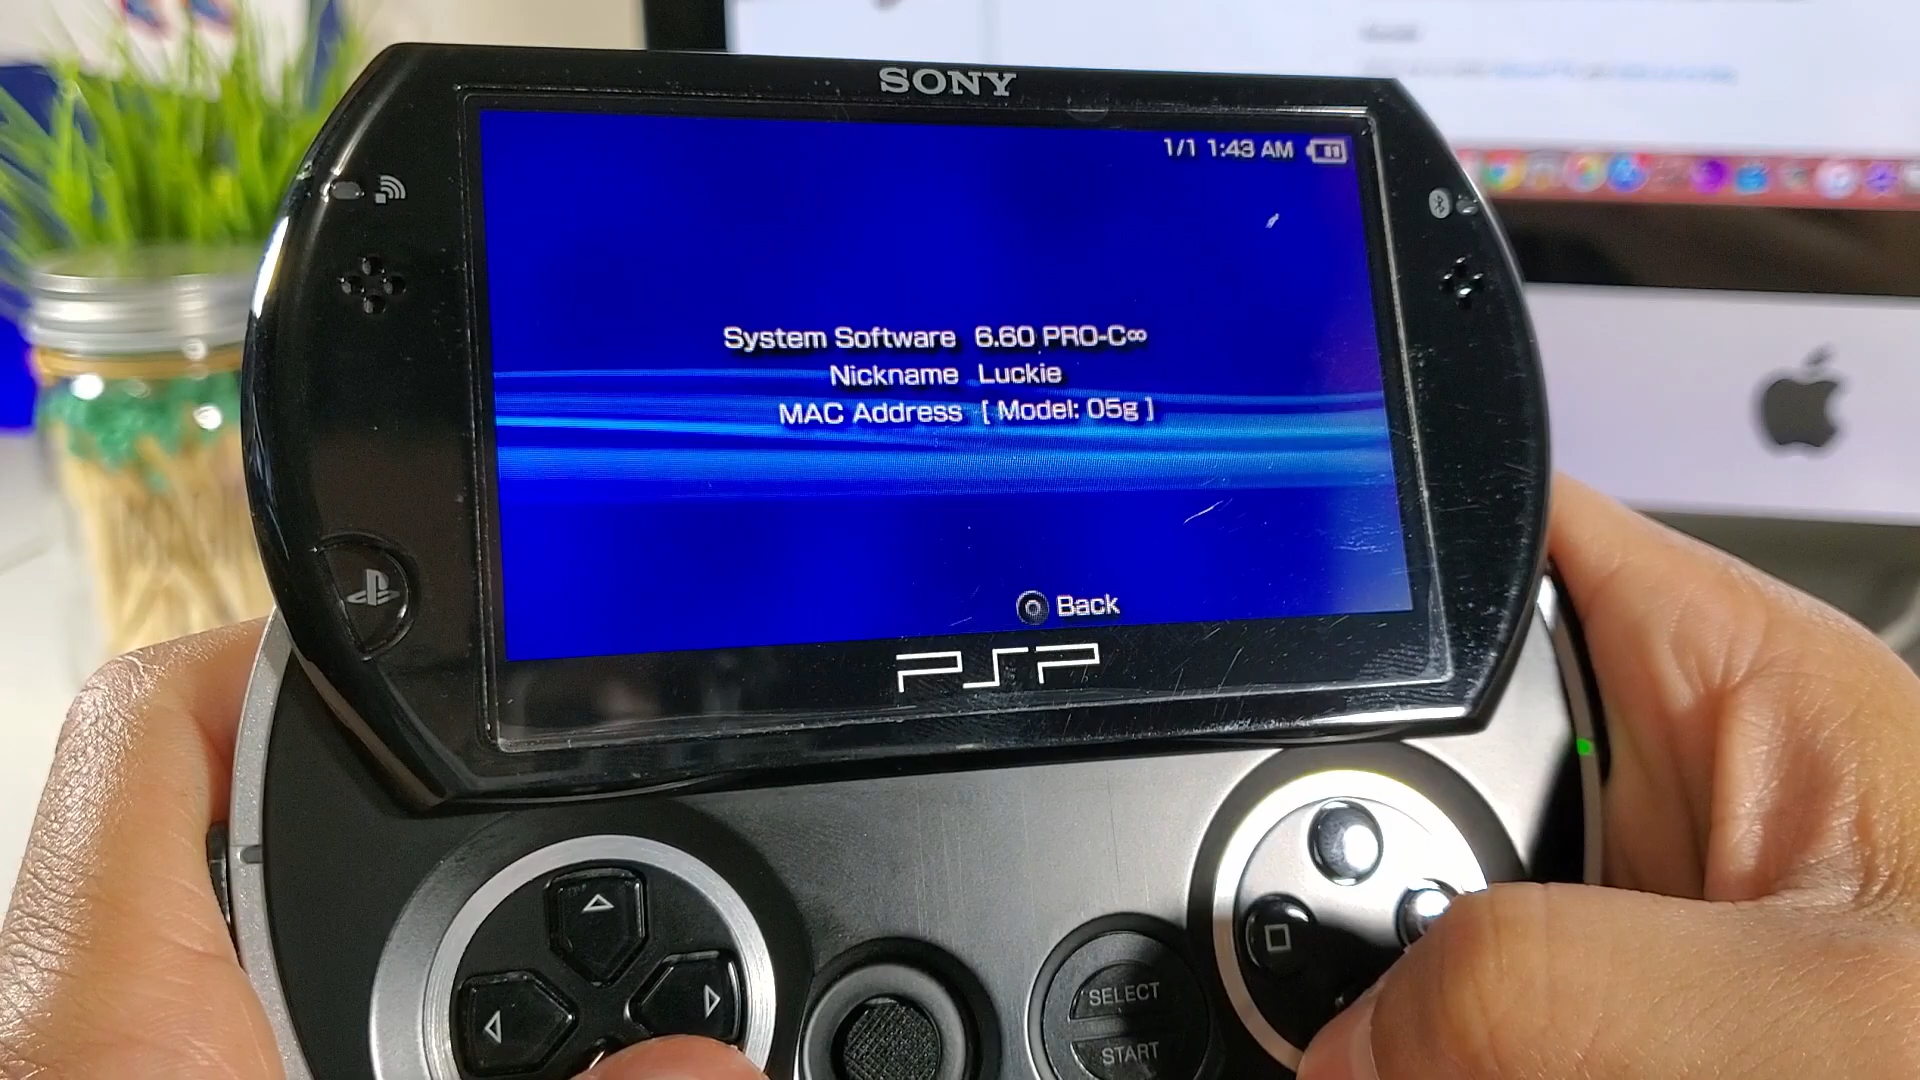 SONY
1/1 1:43 AM
System Software 6.60 PRO-C∞
Nickname Luckie
MAC Address [ Model: 05g ]
Back
PSP
SELECT
START